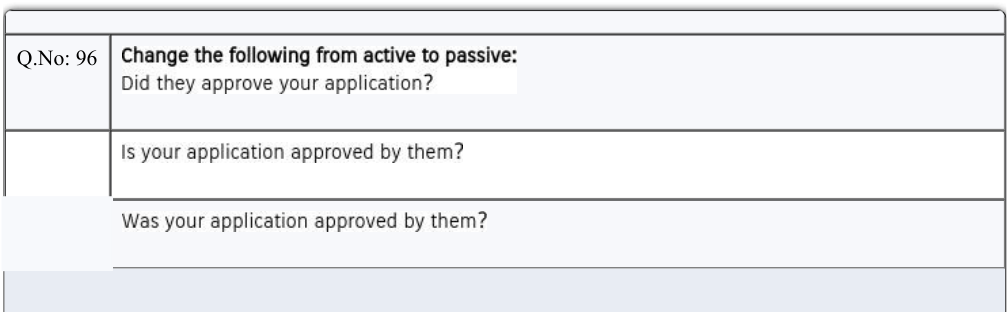 Q.No: 96
Change the following from active to passive:
Did they approve your application?
Is your application approved by them?
Was your application approved by them?